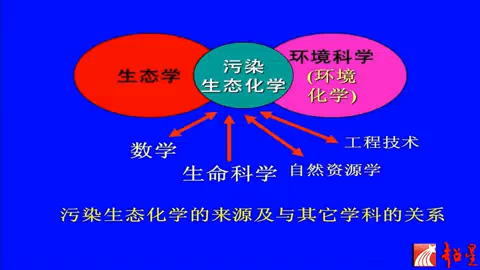 生态学
污染
生态化学
环境科学
(环境
化学)
数学
生命科学
自然资源学
工程技术
污染生态化学的来源及与其它学科的关系
超星